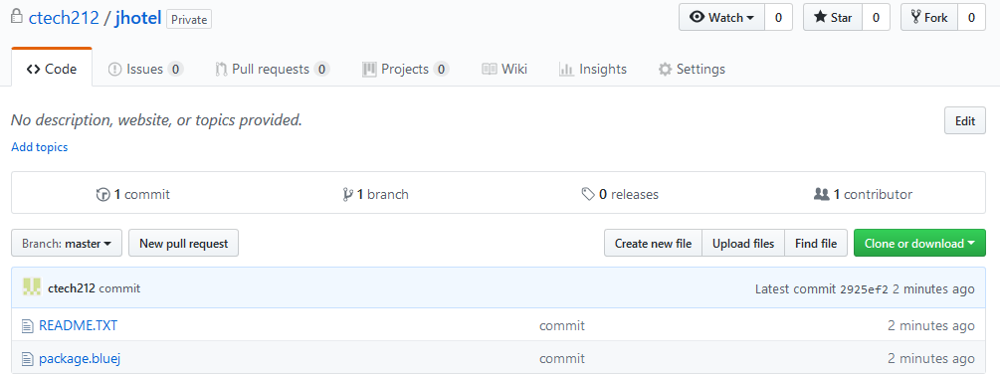 ctech212 / jhotel Private Watch 0 Star 0 Fork 0
Code Issues 0 Pull requests 0 Projects 0 Wiki Insights Settings
No description, website, or topics provided. Edit
Add topics
1 commit 1 branch 0 releases 1 contributor
Branch: master New pull request Create new file Upload files Find file Clone or download
ctech212 commit Latest commit 2925ef2 2 minutes ago
README.TXT commit 2 minutes ago
package.bluej commit 2 minutes ago